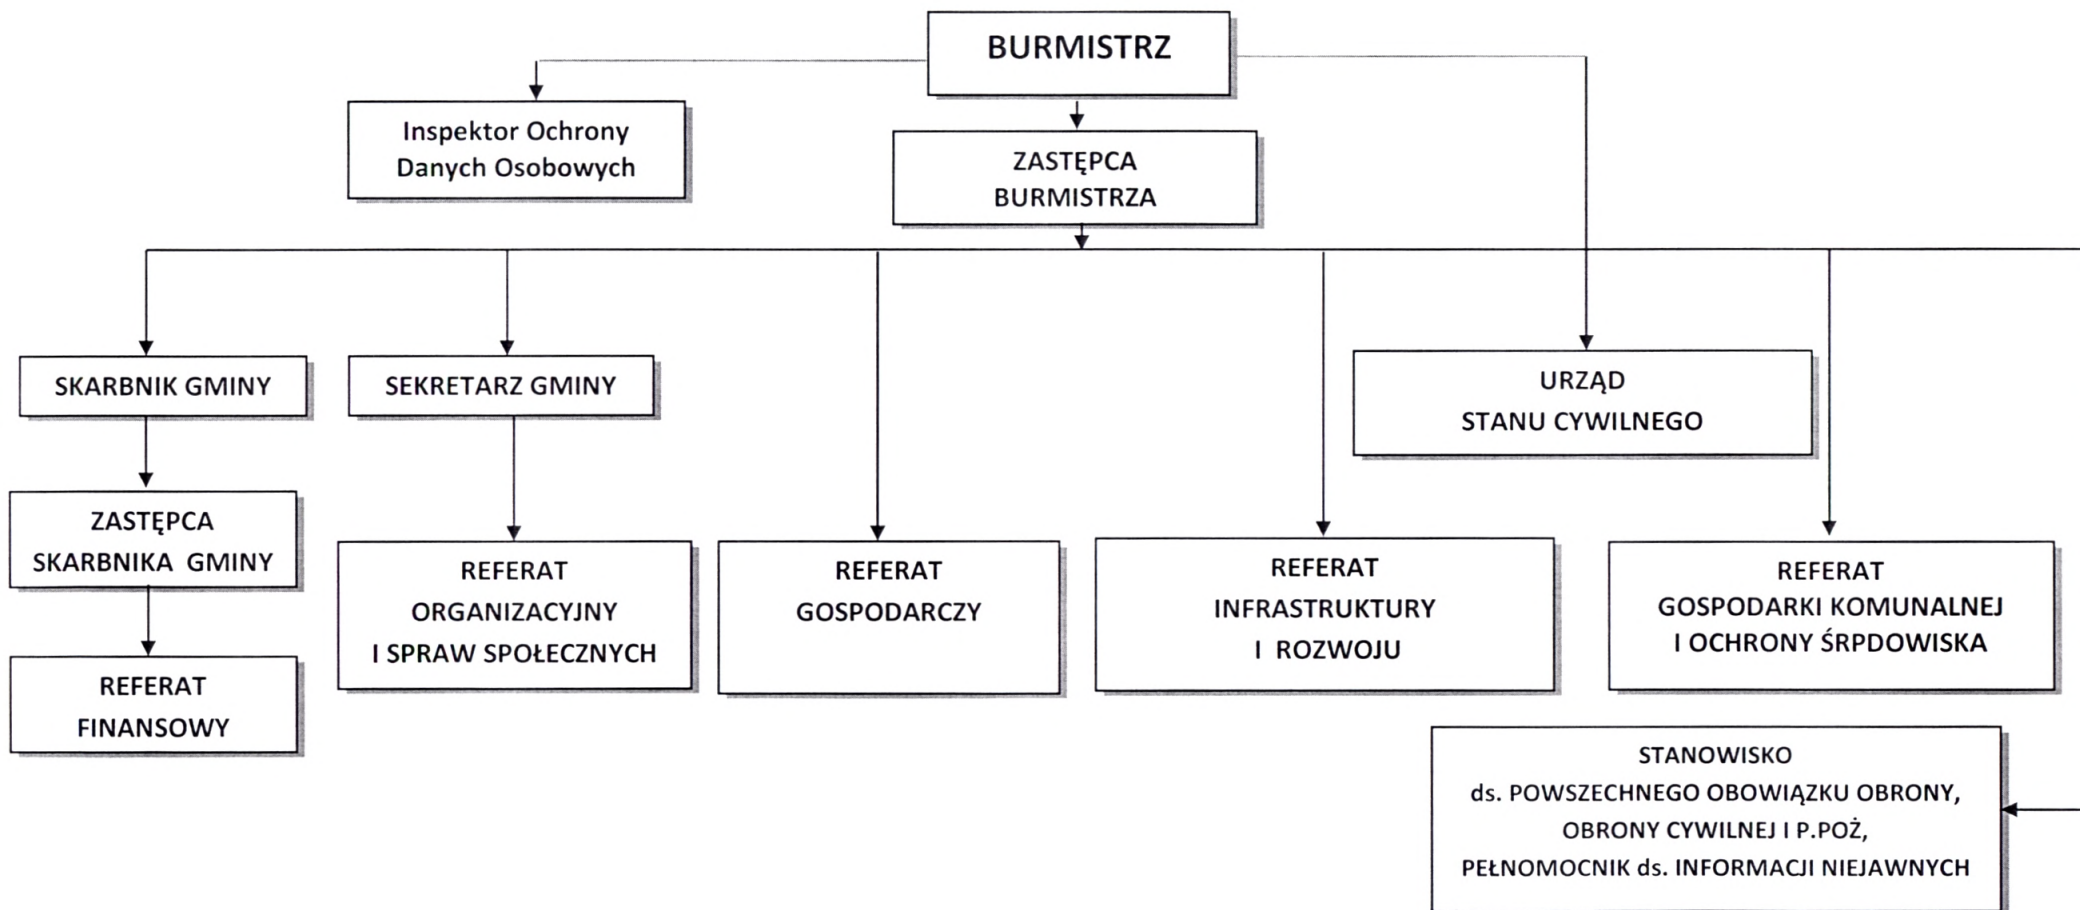 BURMISTRZ
Inspektor Ochrony
Danych Osobowych
ZASTĘPCA
BURMISTRZA
SKARBNIK GMINY
SEKRETARZ GMINY
URZĄD
STANU CYWILNEGO
ZASTĘPCA
SKARBNIKA GMINY
REFERAT
ORGANIZACYJNY
I SPRAW SPOŁECZNYCH
REFERAT
GOSPODARCZY
REFERAT
INFRASTRUKTURY
I ROZWOJU
REFERAT
GOSPODARKI KOMUNALNEJ
I OCHRONY ŚRPDOWISKA
REFERAT
FINANSOWY
STANOWISKO
ds. POWSZECHNEGO OBOWIĄZKU OBRONY,
OBRONY CYWILNEJ I P.POŻ,
PEŁNOMOCNIK ds. INFORMACJI NIEJAWNYCH